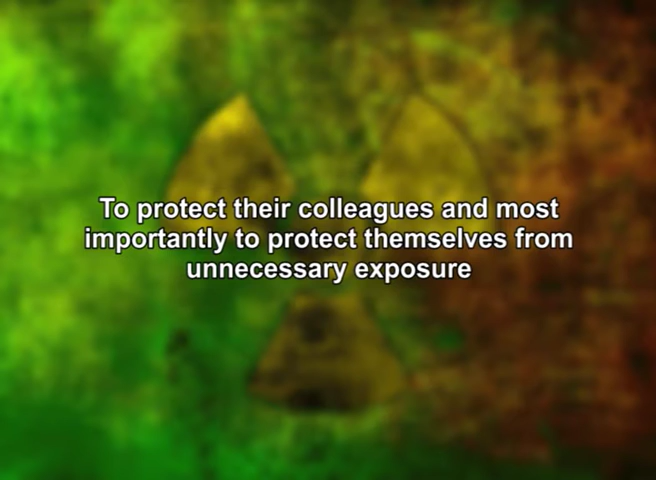 To protect their colleagues and most
importantly to protect themselves from
unnecessary exposure